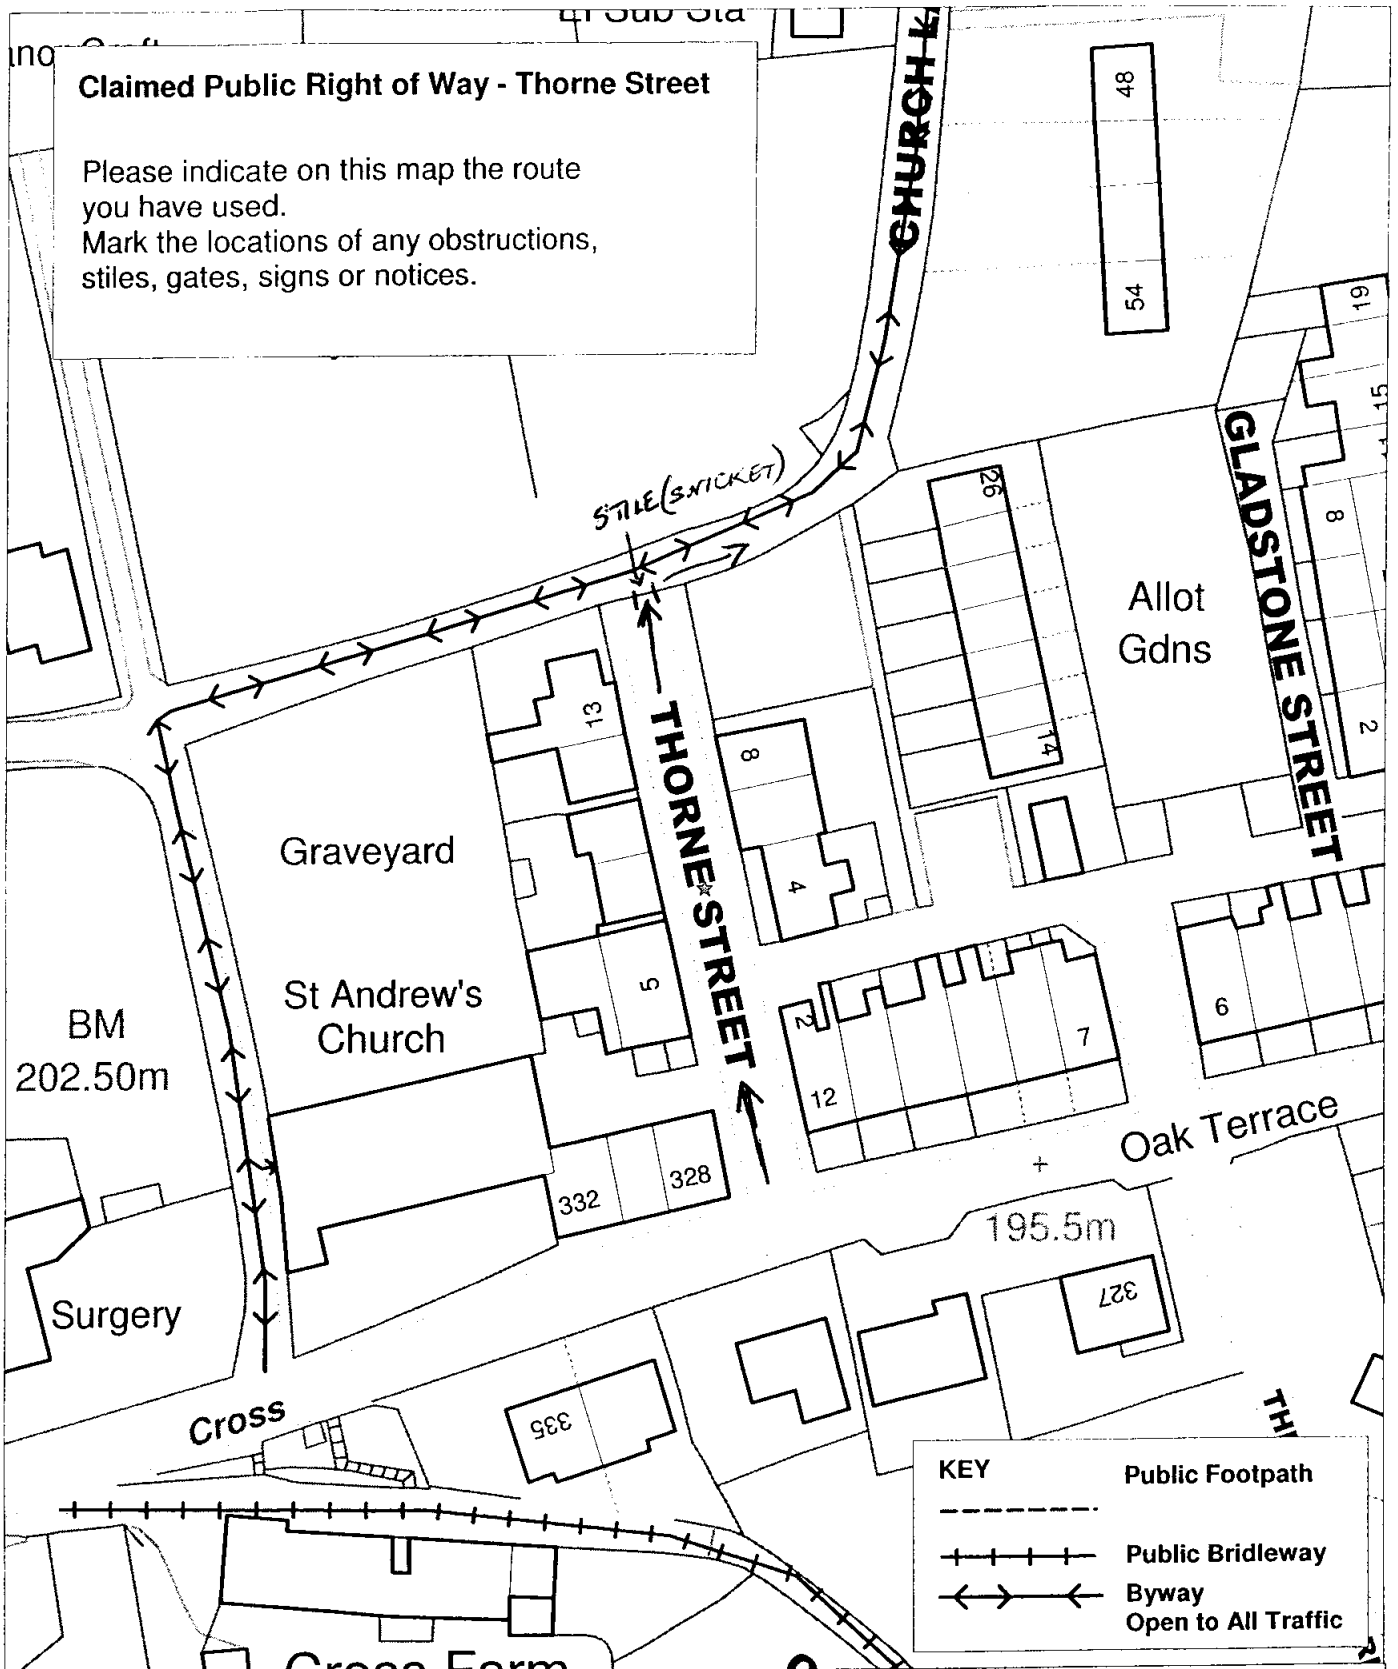 El Sub Sta
Claimed Public Right of Way - Thorne Street
Please indicate on this map the route
you have used.
Mark the locations of any obstructions,
stiles, gates, signs or notices.
CHURCH
48
54
19
15
GLADSTONE STREET
STILE (SNICKET)
26
14
8
2
Allot
Gdns
13
8
4
THORNE STREET
Graveyard
5
St Andrew's
Church
BM
202.50m
2
12
7
6
Oak Terrace
332
328
195.5m
Surgery
327
335
Cross
KEY
Public Footpath
Public Bridleway
Byway
Open to All Traffic
Cross Farm